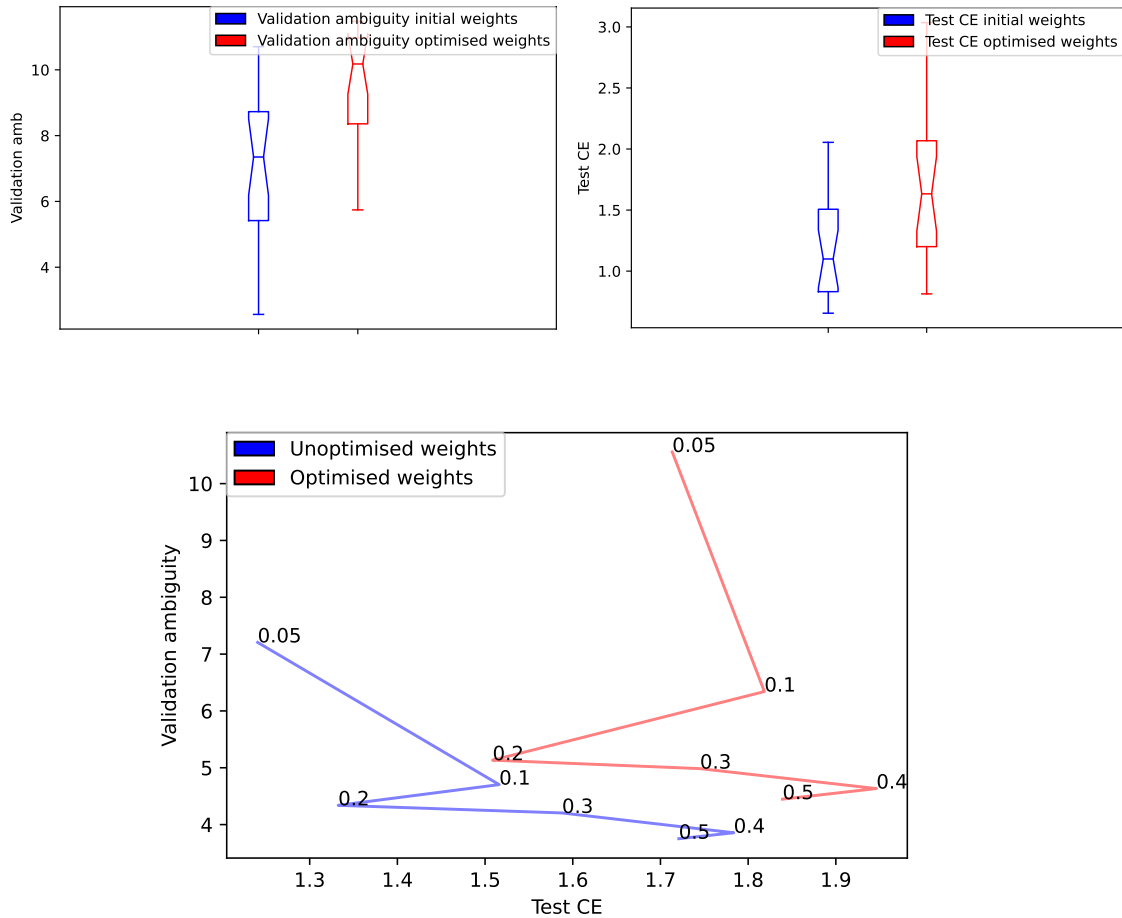 Validation ambiguity initial weights
Validation ambiguity optimised weights
10
8
6
4
Validation amb
Test CE initial weights
Test CE optimised weights
3.0
2.5
2.0
1.5
1.0
Test CE
Unoptimised weights
Optimised weights
10
9
8
7
6
5
4
Validation ambiguity
0.05
0.1
0.2
0.3
0.4
0.5
0.05
0.1
0.2
0.3
0.4
0.5
1.3 1.4 1.5 1.6 1.7 1.8 1.9
Test CE